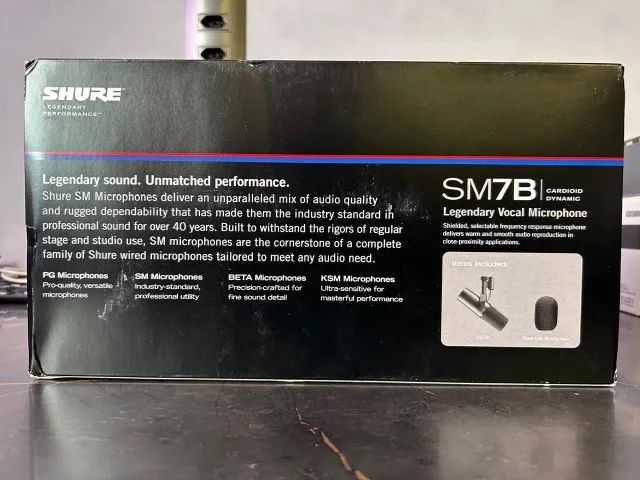 SHURE
LEGENDARY
PERFORMANCE™
Legendary sound. Unmatched performance.
Shure SM Microphones deliver an unparalleled mix of audio quality
and rugged dependability that has made them the industry standard in
professional sound for over 40 years. Built to withstand the rigors of regular
stage and studio use, SM microphones are the cornerstone of a complete
family of Shure wired microphones tailored to meet any audio need.
PG Microphones
Pro-quality, versatile
microphones
SM Microphones
Industry-standard,
professional utility
BETA Microphones
Precision-crafted for
fine sound detail
KSM Microphones
Ultra-sensitive for
masterful performance
SM7B CARDIOID
DYNAMIC
Legendary Vocal Microphone
Shielded, selectable frequency response microphone
delivers warm and smooth audio reproduction in
close-proximity applications.
Items Included:
SM7B
Close-Talk Windscreen